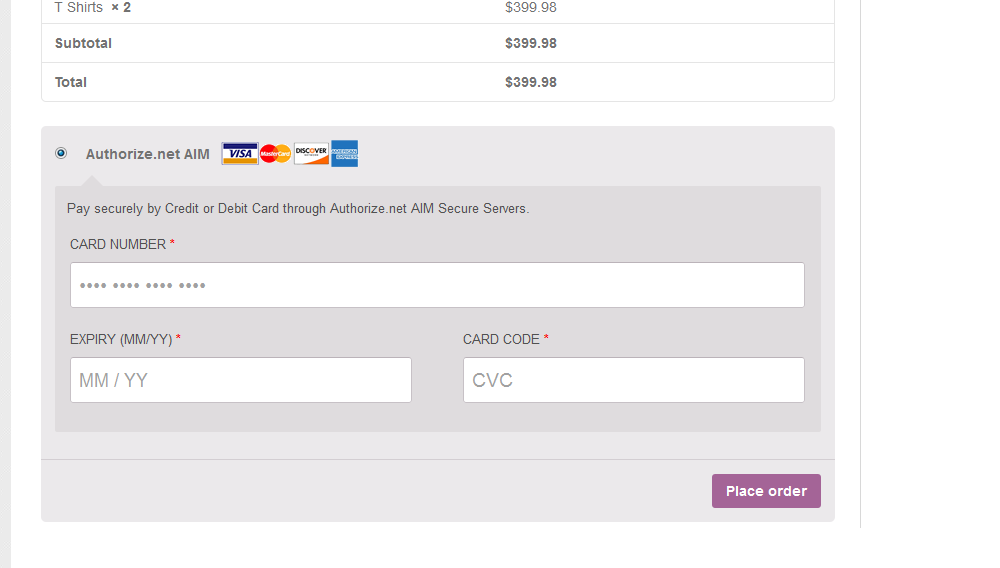 T Shirts × 2 $399.98
Subtotal $399.98
Total $399.98
Authorize.net AIM VISA MasterCard DISCOVER AMERICAN EXPRESS
Pay securely by Credit or Debit Card through Authorize.net AIM Secure Servers.
CARD NUMBER *
•••• •••• •••• ••••
EXPIRY (MM/YY) * CARD CODE *
MM / YY CVC
Place order